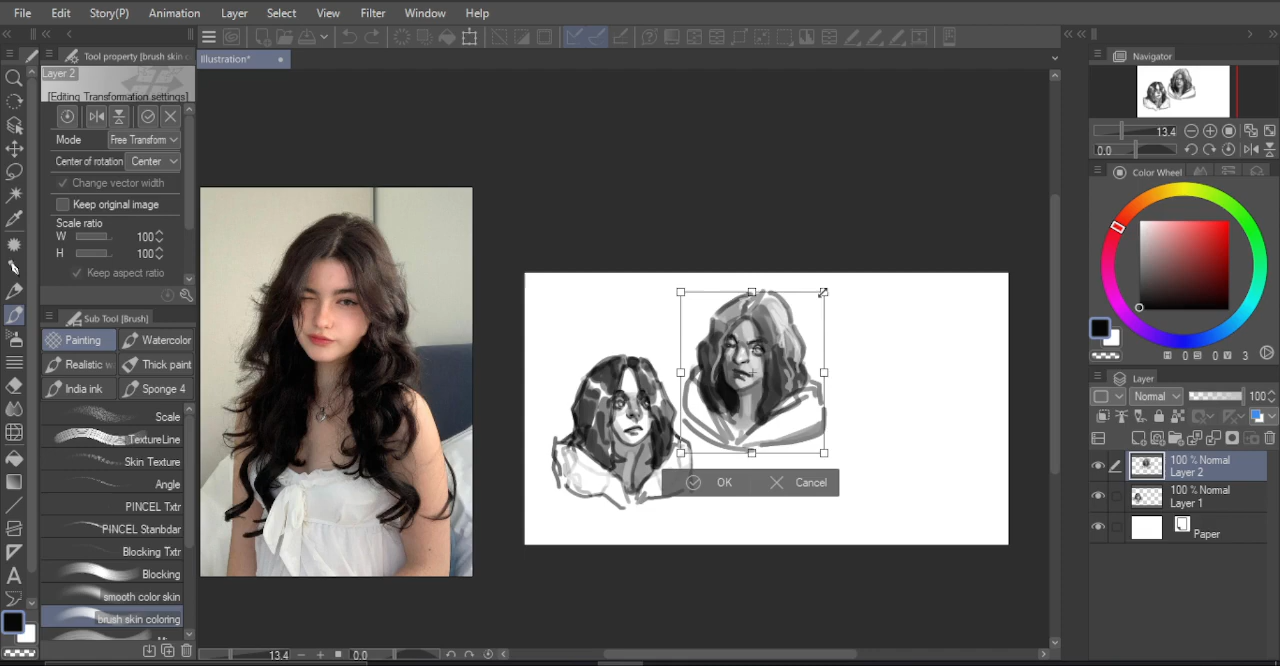 File Edit Story(P) Animation Layer Select View Filter Window Help
Tool property [brush skin c
Illustration*
Layer 2
[Editing Transformation settings]
Mode Free Transform
Center of rotation Center
Change vector width
Keep original image
Scale ratio
W 100
H 100
Keep aspect ratio
Sub Tool [Brush]
Painting Watercolor
Realistic w Thick paint
India ink Sponge 4
Scale
TextureLine
Skin Texture
Angle
PINCEL Txtr
PINCEL Stanbdar
Blocking Txtr
Blocking
smooth color skin
brush skin coloring
OK Cancel
13.4 0.0
Navigator
13.4
0.0
Color Wheel
H 0 S 0 V 3
Layer
Normal 100
100 % Normal
Layer 2
100 % Normal
Layer 1
Paper